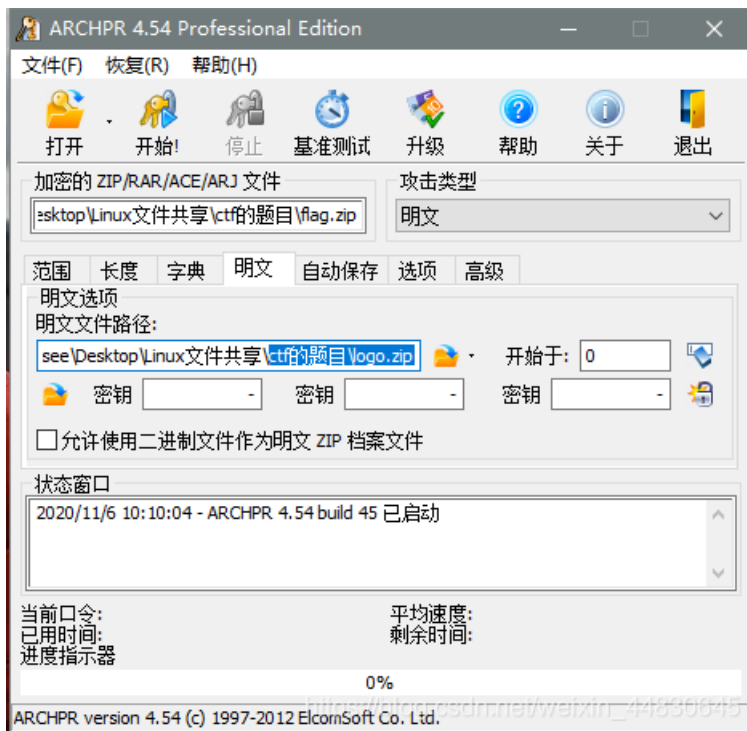 ARCHPR 4.54 Professional Edition
文件(F) 恢复(R) 帮助(H)
打开 开始! 停止 基准测试 升级 帮助 关于 退出
加密的 ZIP/RAR/ACE/ARJ 文件 攻击类型
esktop\Linux文件共享\ctf的题目\flag.zip 明文
范围 长度 字典 明文 自动保存 选项 高级
明文选项
明文文件路径:
see\Desktop\Linux文件共享\ctf的题目\logo.zip 开始于: 0
密钥 - 密钥 - 密钥 -
允许使用二进制文件作为明文 ZIP 档案文件
状态窗口
2020/11/6 10:10:04 - ARCHPR 4.54 build 45 已启动
当前口令: 平均速度:
已用时间: 剩余时间:
进度指示器
0%
https://blog.csdn.net/weixin_44830645
ARCHPR version 4.54 (c) 1997-2012 ElcomSoft Co. Ltd.